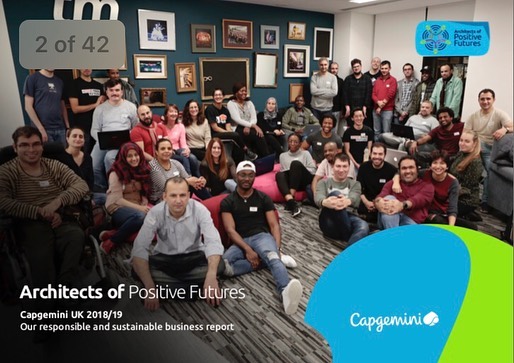 tm
2 of 42
Architects of
Positive
Futures
Architects of Positive Futures
Capgemini UK 2018/19
Our responsible and sustainable business report
Capgemini